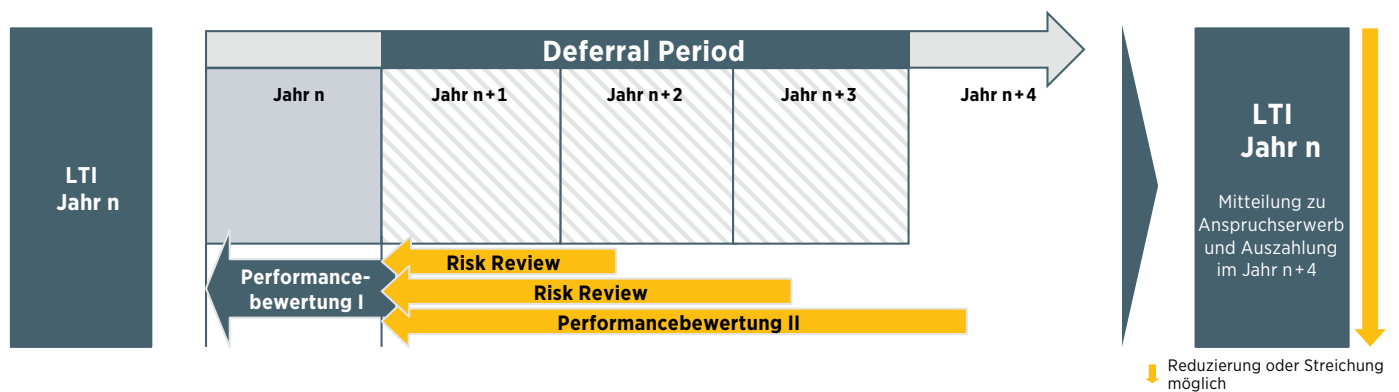 Deferral Period
Jahr n
Jahr n+1
Jahr n+2
Jahr n+3
Jahr n+4
LTI
Jahr n
Performance-
bewertung I
Risk Review
Risk Review
Performancebewertung II
LTI
Jahr n
Mitteilung zu
Anspruchserwerb
und Auszahlung
im Jahr n+4
Reduzierung oder Streichung
möglich